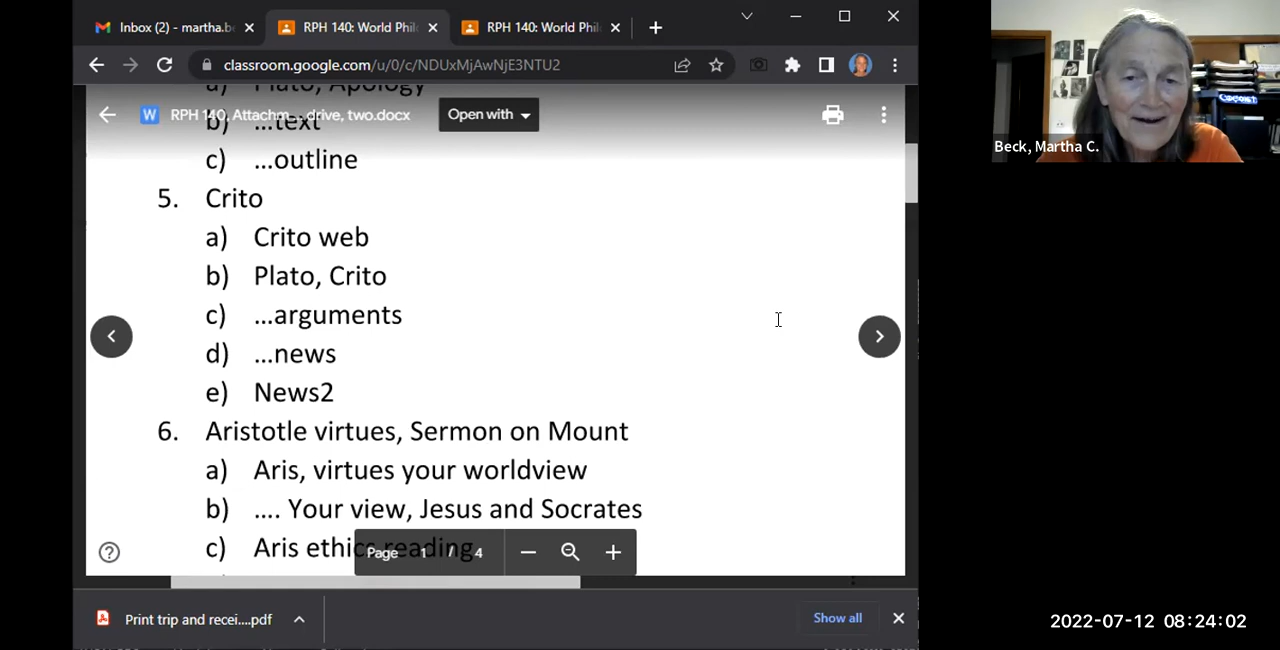 Inbox (2) - martha.b
RPH 140: World Phil
RPH 140: World Phil
classroom.google.com/u/0/c/NDUxMjAwNjE3NTU2
a) Plato, Apology
RPH 140, Attachm... drive, two.docx
Open with
b) ...text
c) ...outline
5. Crito
a) Crito web
b) Plato, Crito
c) ...arguments
d) ...news
e) News2
6. Aristotle virtues, Sermon on Mount
a) Aris, virtues your worldview
b) .... Your view, Jesus and Socrates
c) Aris ethics reading
Page 1 / 4
Print trip and recei....pdf
Show all
Beck, Martha C.
2022-07-12 08:24:02